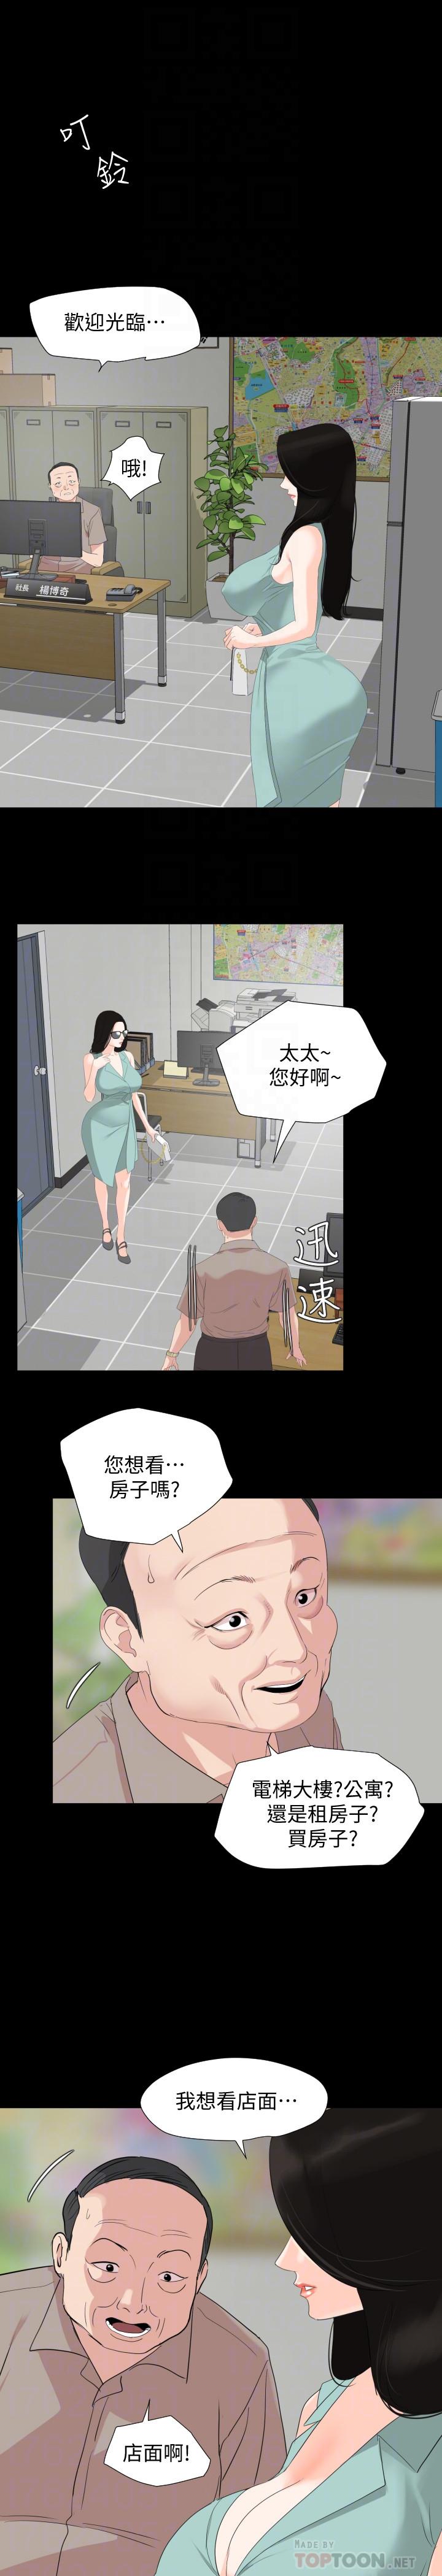 叮
鈴
歡迎光臨⋯
哦!
社長 楊博奇
太太~
您好啊~
迅
速
您想看⋯
房子嗎?
電梯大樓?公寓?
還是租房子?
買房子?
我想看店面⋯
店面啊!
MADE BY
TOPTOON.NET